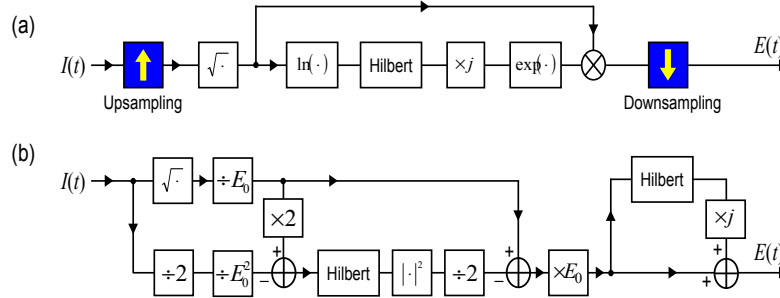 (a)
I(t)
Upsampling
√·
ln(·)
Hilbert
×j
exp(·)
Downsampling
E(t)
(b)
I(t)
√·
÷E₀
×2
÷2
÷E₀²
+
−
Hilbert
|·|²
÷2
+
−
×E₀
Hilbert
×j
+
+
E(t)